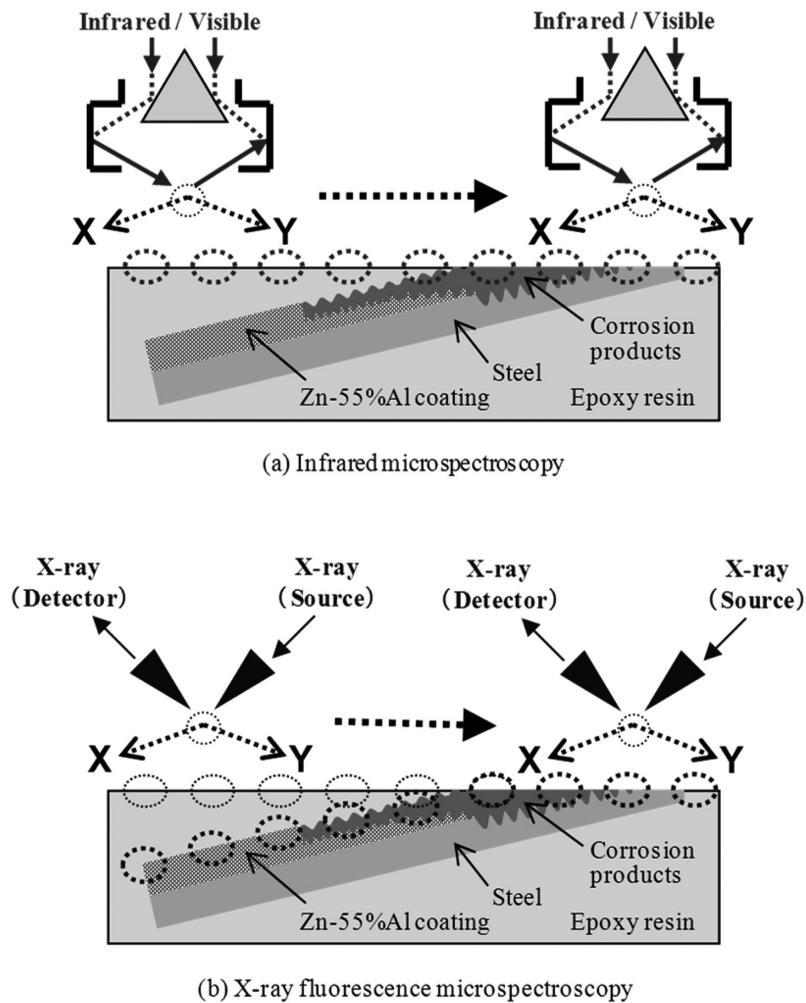 Infrared / Visible
Infrared / Visible
X
Y
X
Y
Corrosion
products
Steel
Zn-55%Al coating
Epoxy resin
(a) Infrared microspectroscopy
X-ray
(Detector)
X-ray
(Source)
X-ray
(Detector)
X-ray
(Source)
X
Y
X
Y
Corrosion
products
Steel
Zn-55%Al coating
Epoxy resin
(b) X-ray fluorescence microspectroscopy